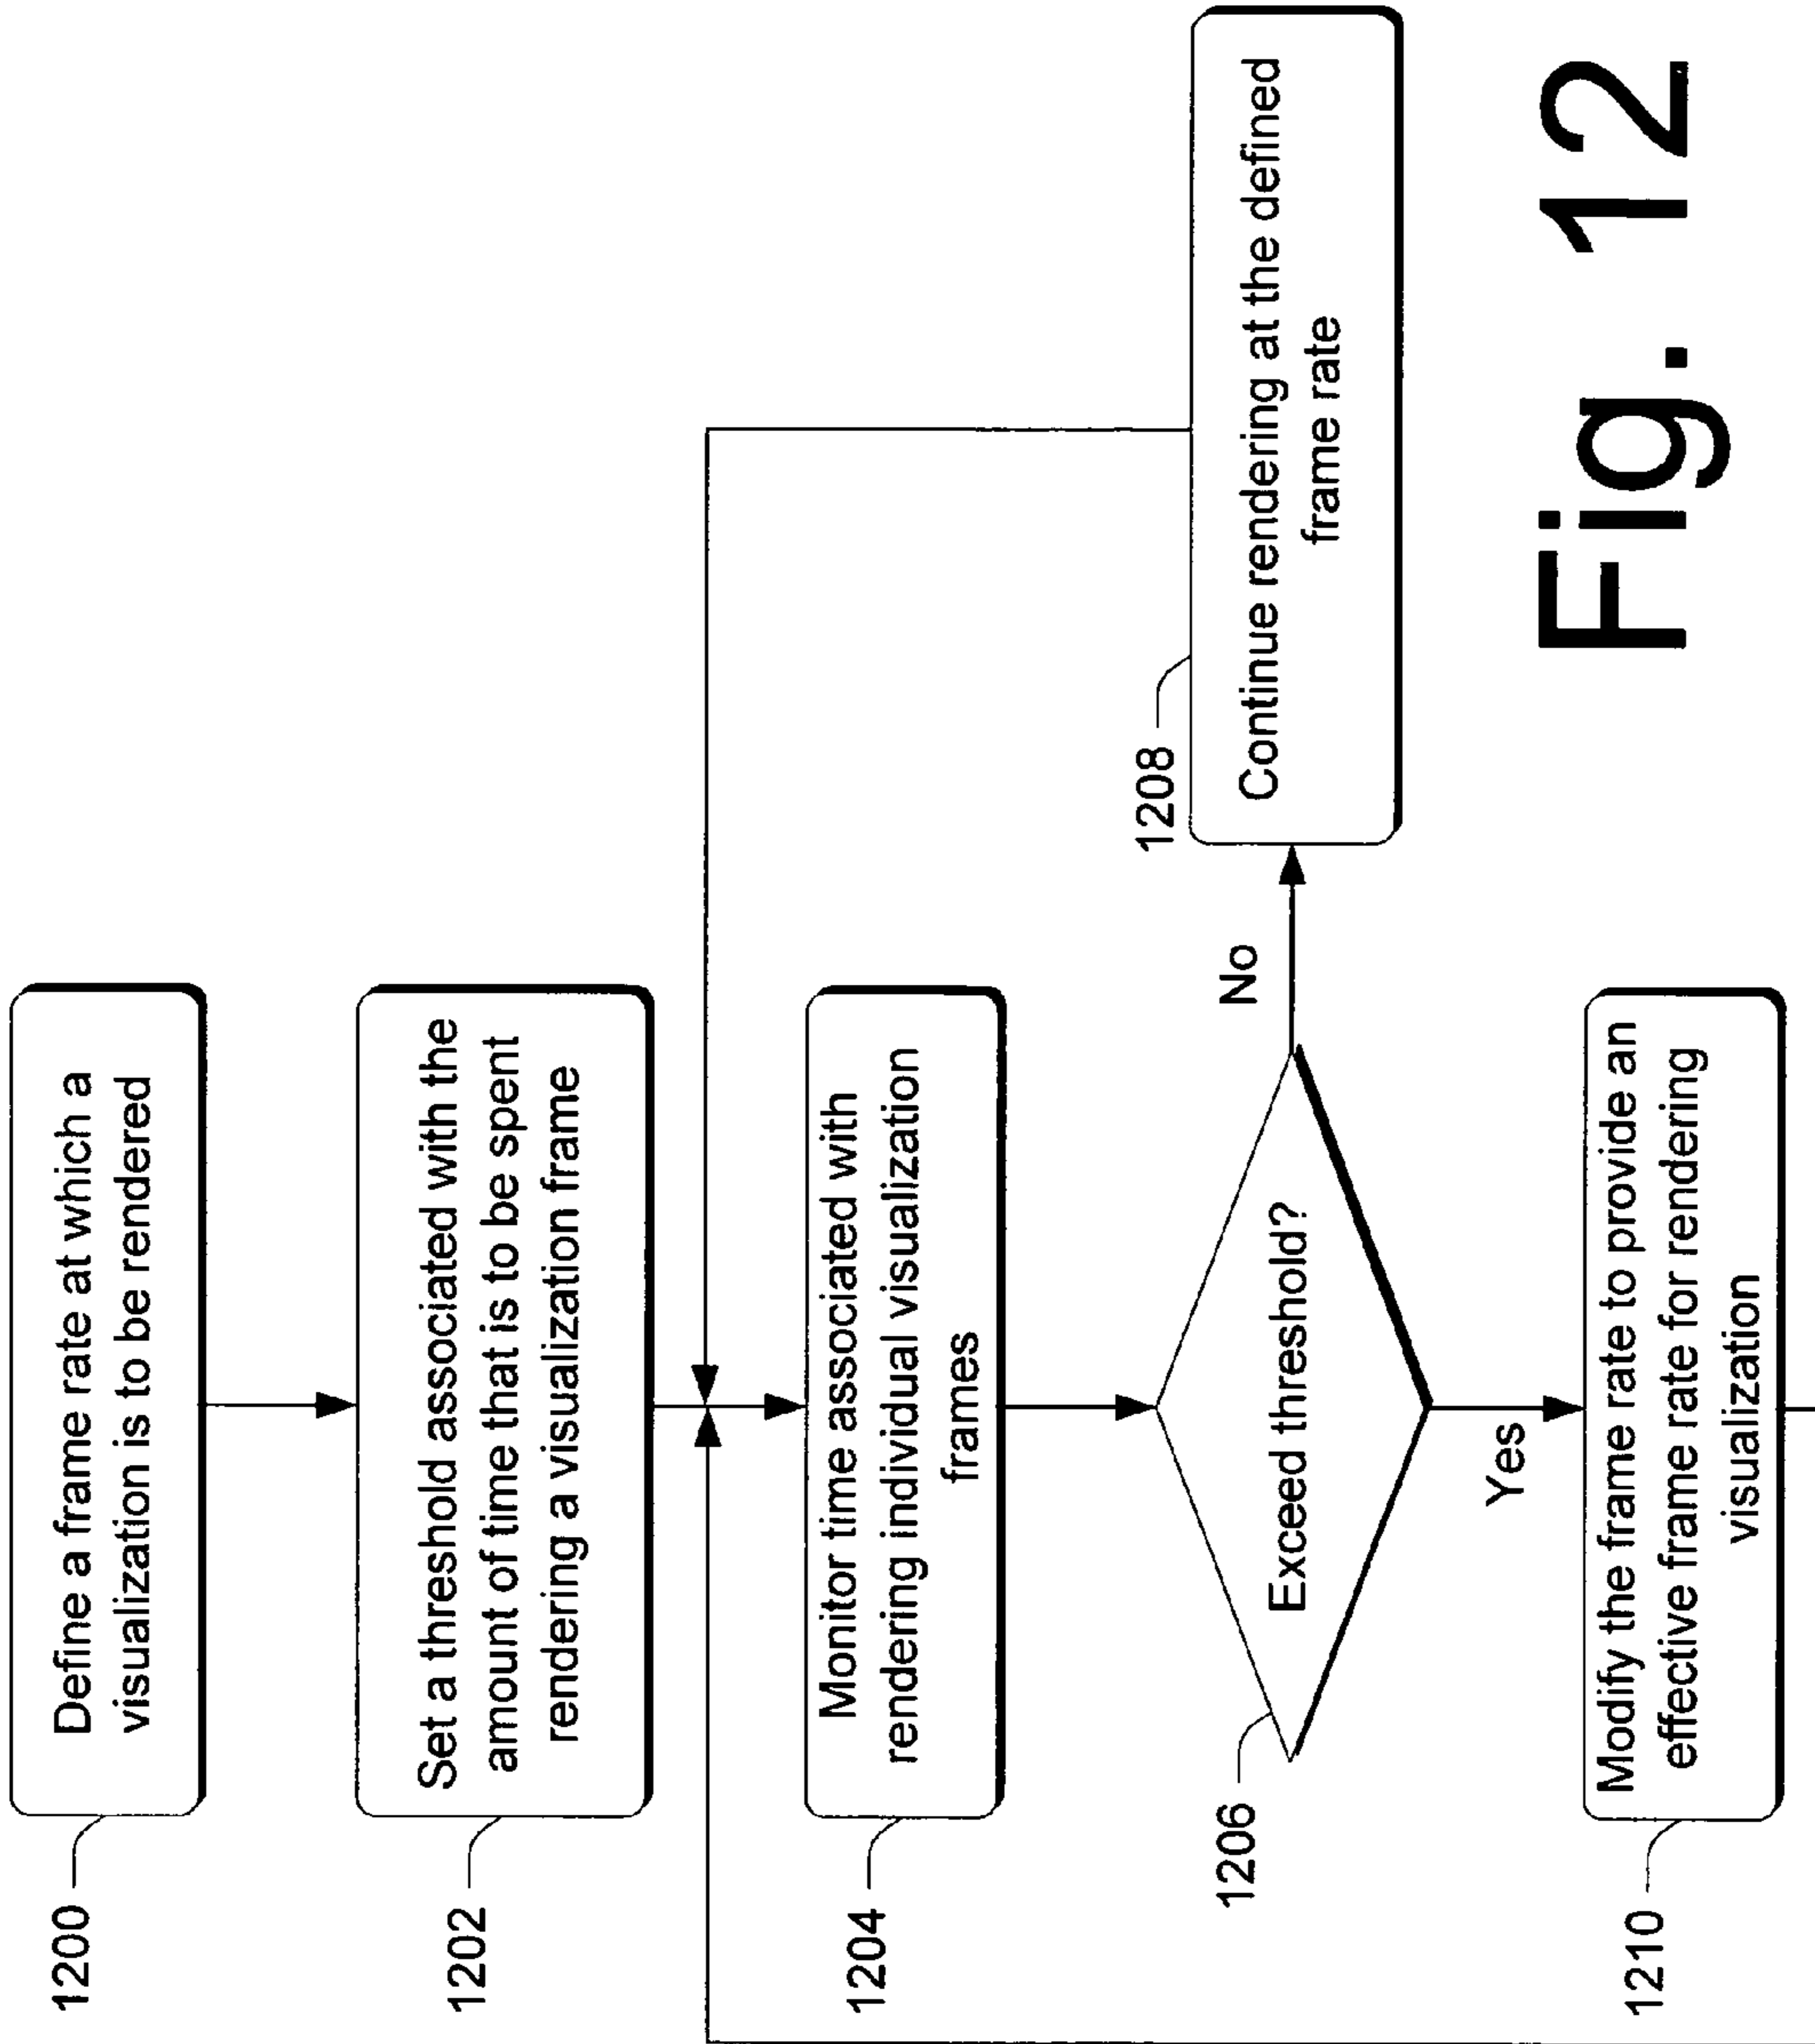 1200
Define a frame rate at which a
visualization is to be rendered
1202
Set a threshold associated with the
amount of time that is to be spent
rendering a visualization frame
1204
Monitor time associated with
rendering individual visualization
frames
1206
Exceed threshold?
No
1208
Continue rendering at the defined
frame rate
Yes
1210
Modify the frame rate to provide an
effective frame rate for rendering
visualization
Fig. 12